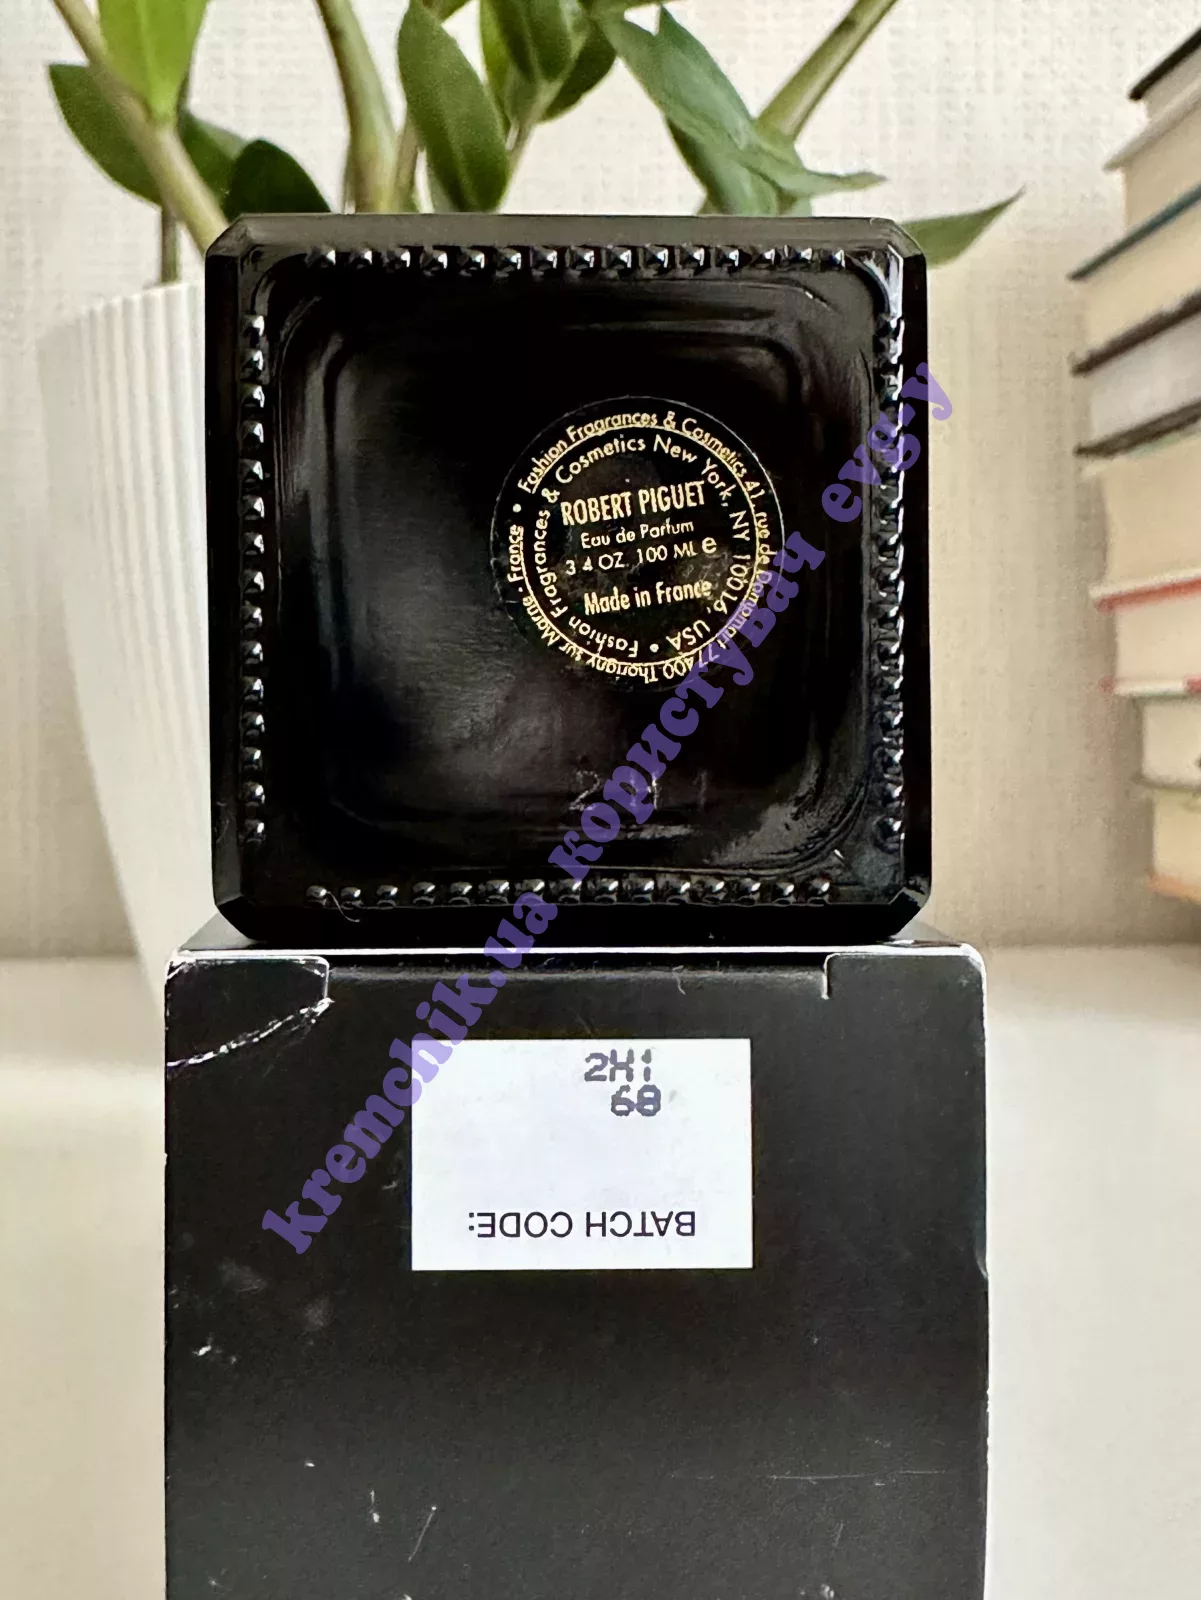 Fashion Fragrances & Cosmetics 41, rue de Dampmart 77400 Thorigny sur Marne - France •
Fashion Fragrances & Cosmetics New York, NY 10016, USA •
ROBERT PIGUET
Eau de Parfum
3 4 OZ. 100 ML e
Made in France
2H1
68
BATCH CODE:
kremchik.ua користувач evg-y